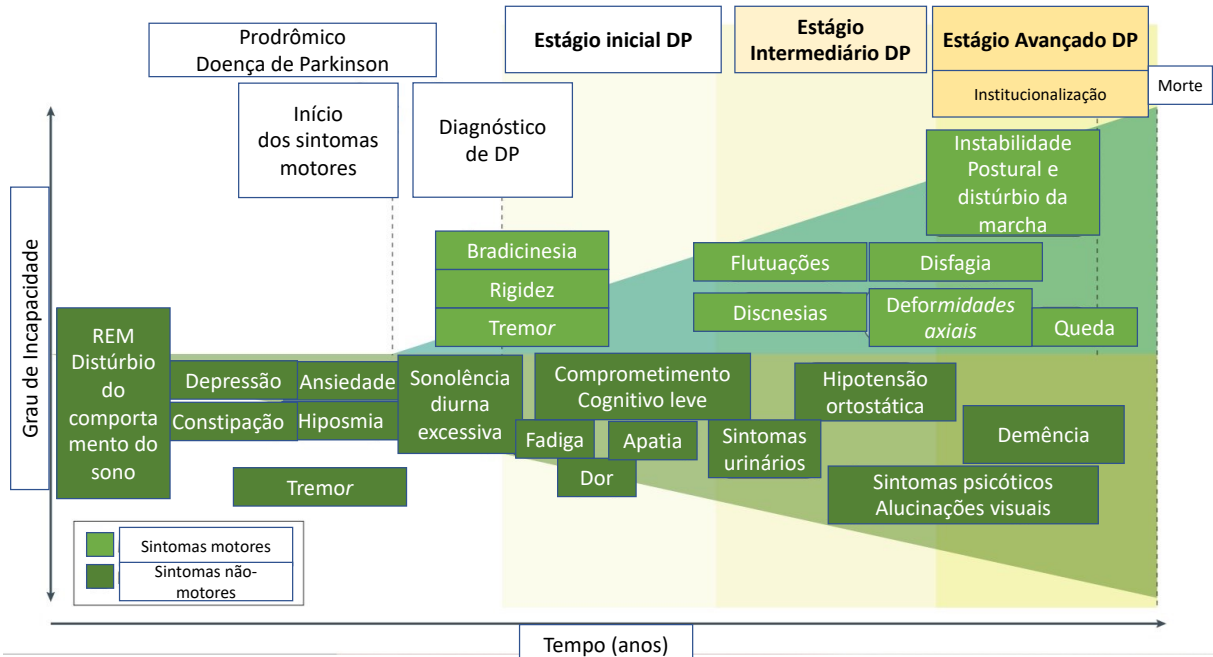 Prodrômico
Doença de Parkinson
Estágio inicial DP
Estágio
Intermediário DP
Estágio Avançado DP
Institucionalização
Morte
Início
dos sintomas
motores
Diagnóstico
de DP
Instabilidade
Postural e
distúrbio da
marcha
Grau de Incapacidade
Bradicinesia
Rigidez
Tremor
Flutuações
Disfagia
Discnesias
Deformidades
axiais
Queda
REM
Distúrbio
do
comporta
mento do
sono
Depressão
Ansiedade
Constipação
Hiposmia
Tremor
Sonolência
diurna
excessiva
Comprometimento
Cognitivo leve
Fadiga
Apatia
Dor
Sintomas
urinários
Hipotensão
ortostática
Demência
Sintomas psicóticos
Alucinações visuais
Sintomas motores
Sintomas não-
motores
Tempo (anos)